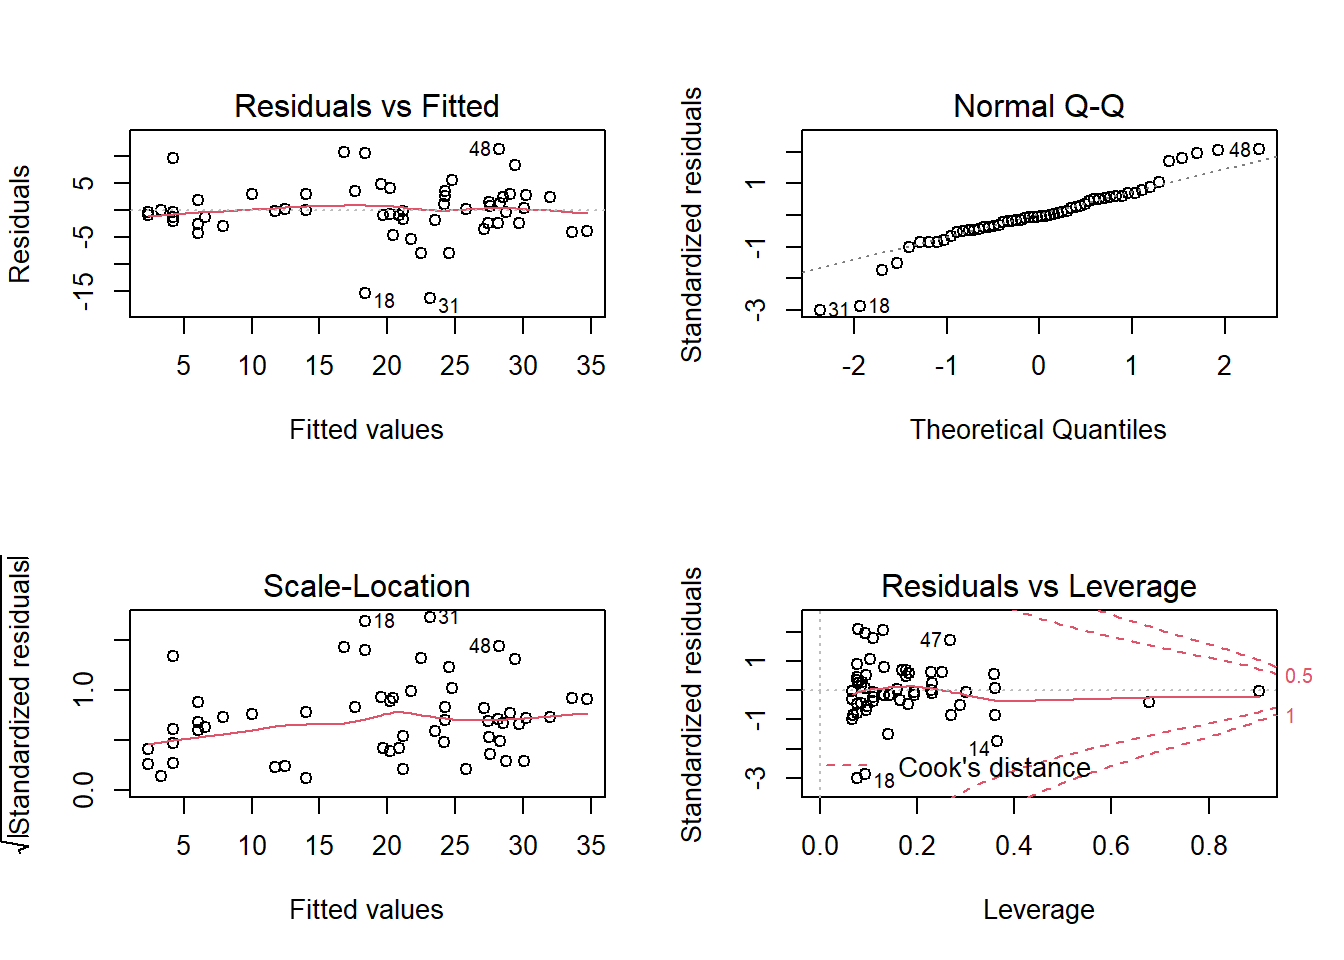 Residuals vs Fitted
Residuals
5
-5
-15
48
18
31
5 10 15 20 25 30 35
Fitted values
Normal Q-Q
Standardized residuals
1
-1
-3
48
31
18
-2 -1 0 1 2
Theoretical Quantiles
Scale-Location
√|Standardized residuals|
1.0
0.0
18
31
48
5 10 15 20 25 30 35
Fitted values
Residuals vs Leverage
Standardized residuals
1
-1
-3
47
14
18
Cook's distance
0.5
1
0.0 0.2 0.4 0.6 0.8
Leverage